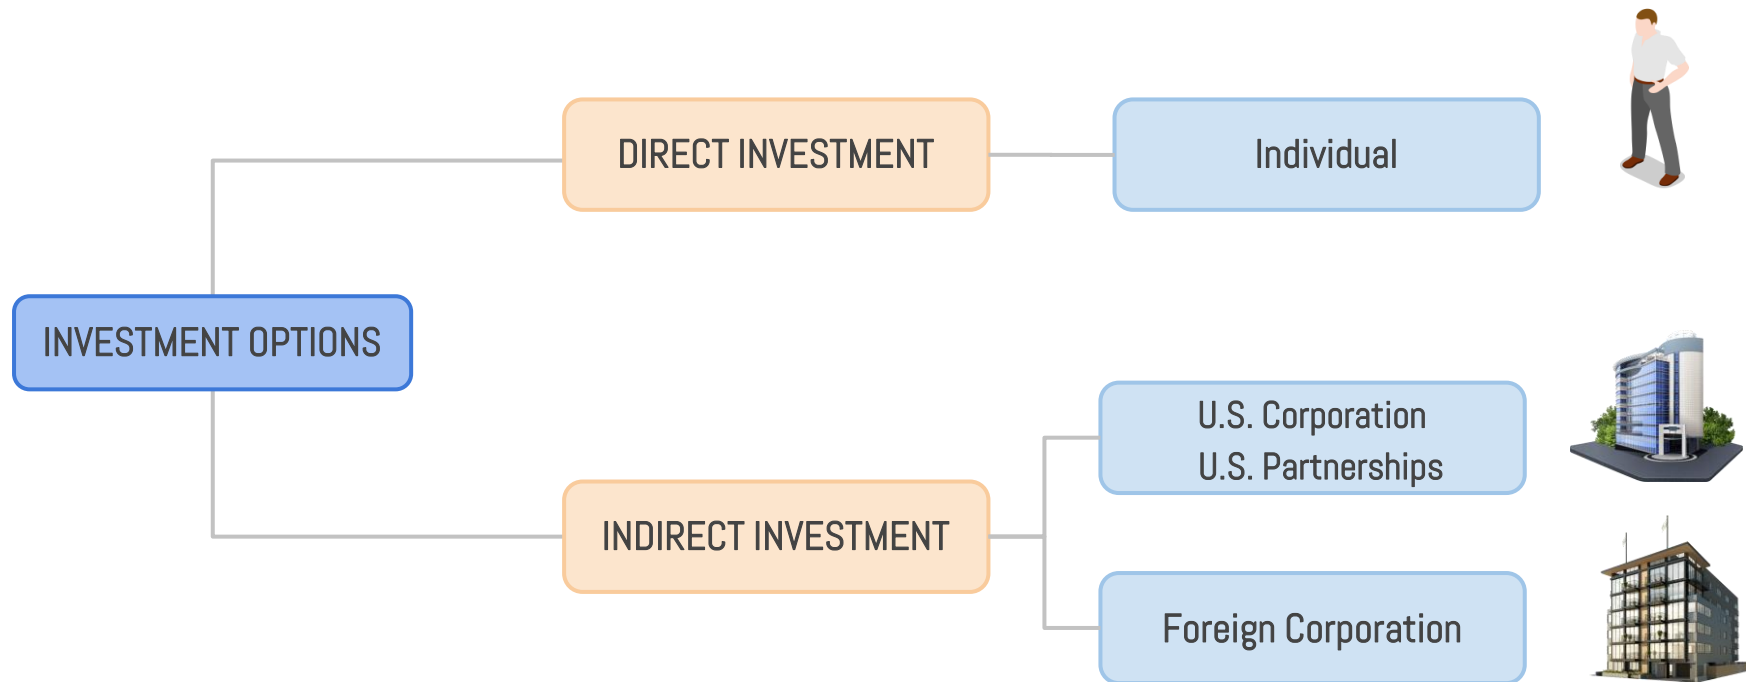 DIRECT INVESTMENT
Individual
INVESTMENT OPTIONS
U.S. Corporation
U.S. Partnerships
INDIRECT INVESTMENT
Foreign Corporation